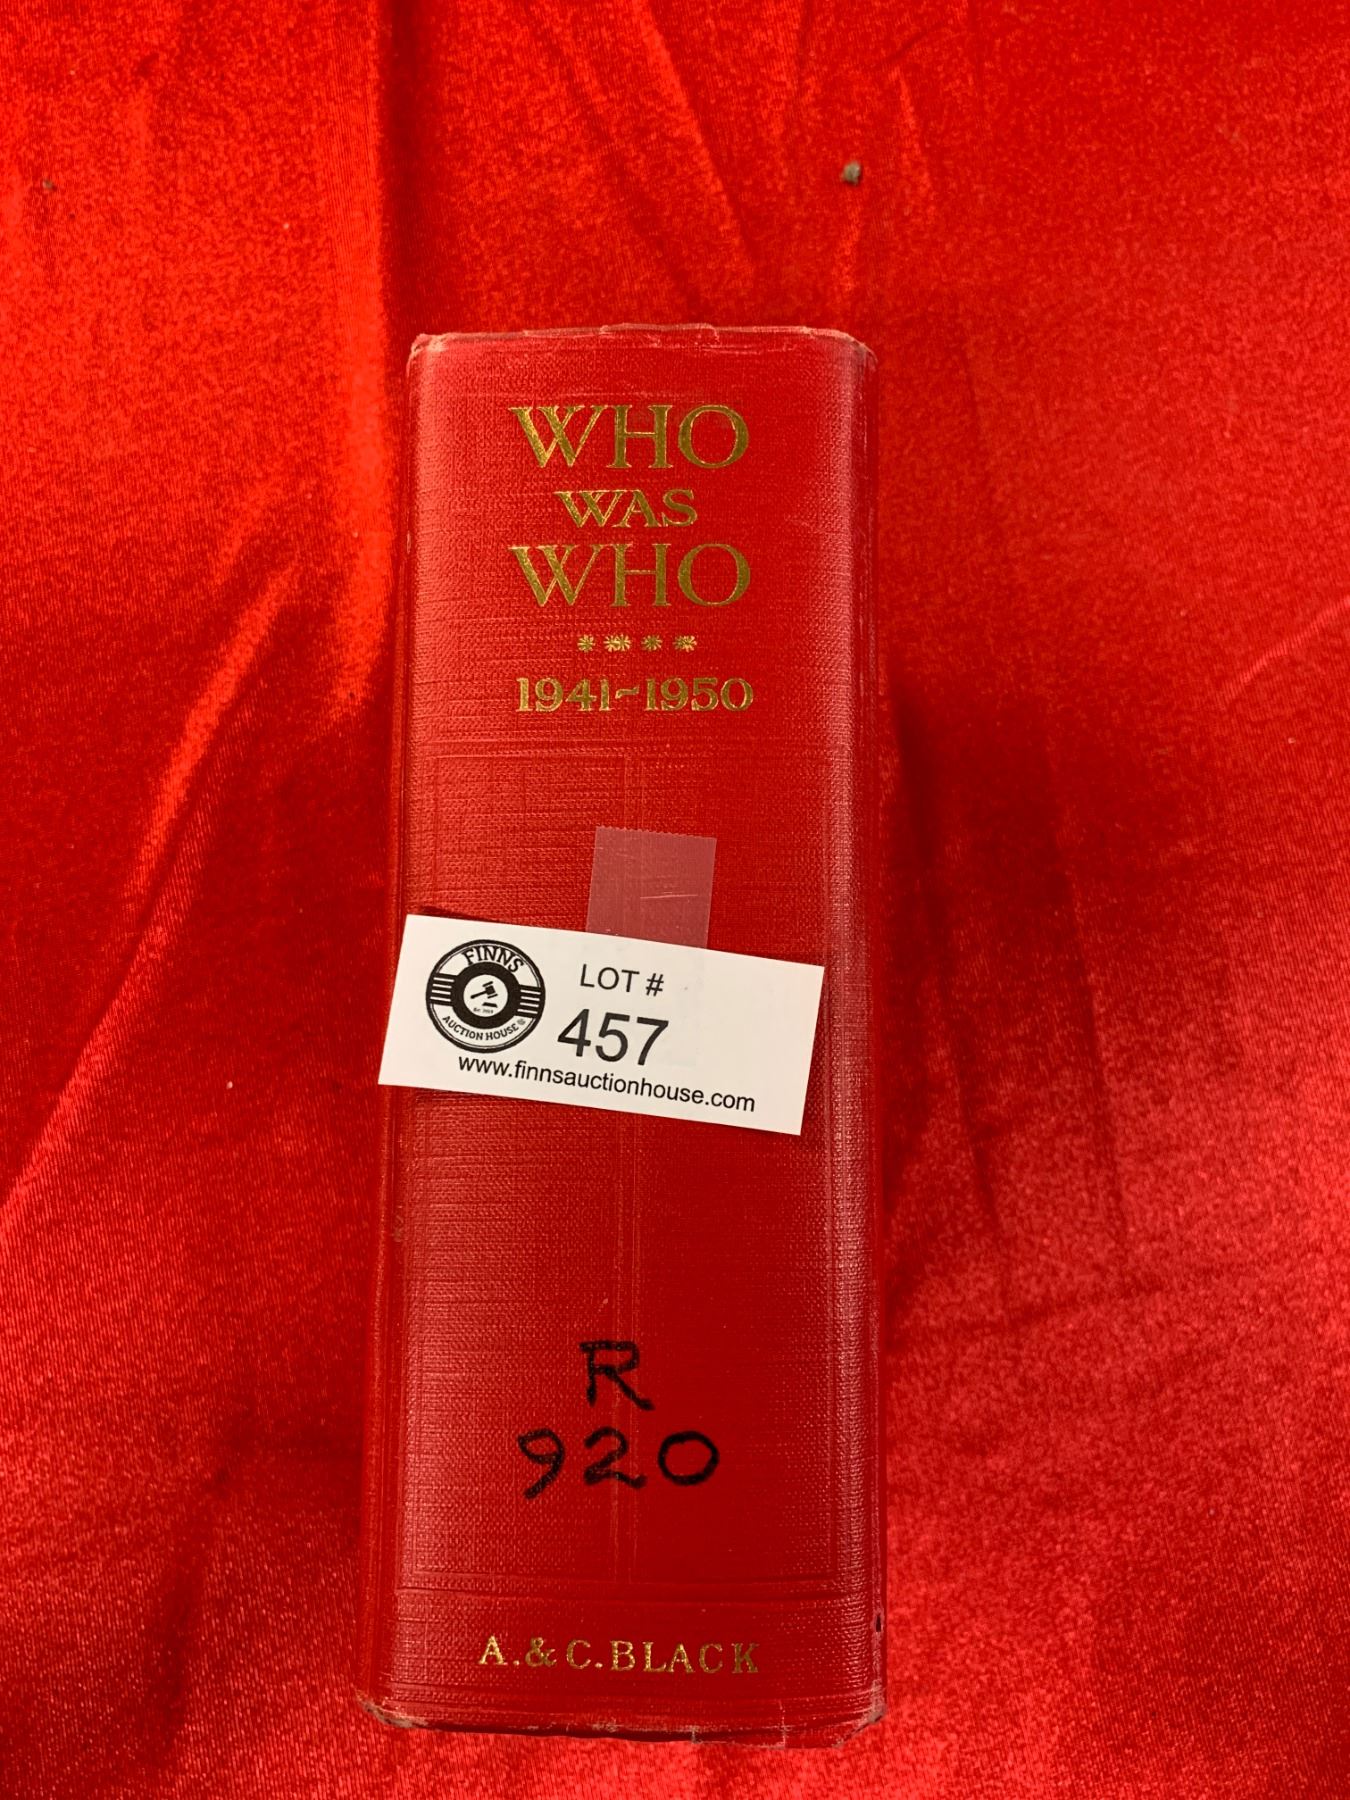 WHO
WAS
WHO
****
1941-1950
FINNS
AUCTION HOUSE
LOT #
457
www.finnsauctionhouse.com
R
920
A. & C. BLACK